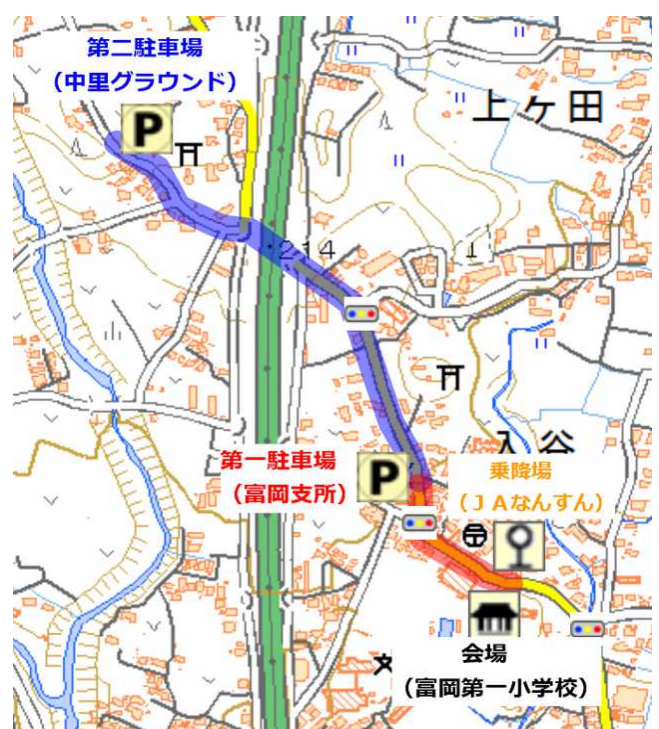 第二駐車場
（中里グラウンド）
P
上ヶ田
214
第一駐車場
（富岡支所）
P
入谷
乗降場
（ＪＡなんすん）
会場
（富岡第一小学校）